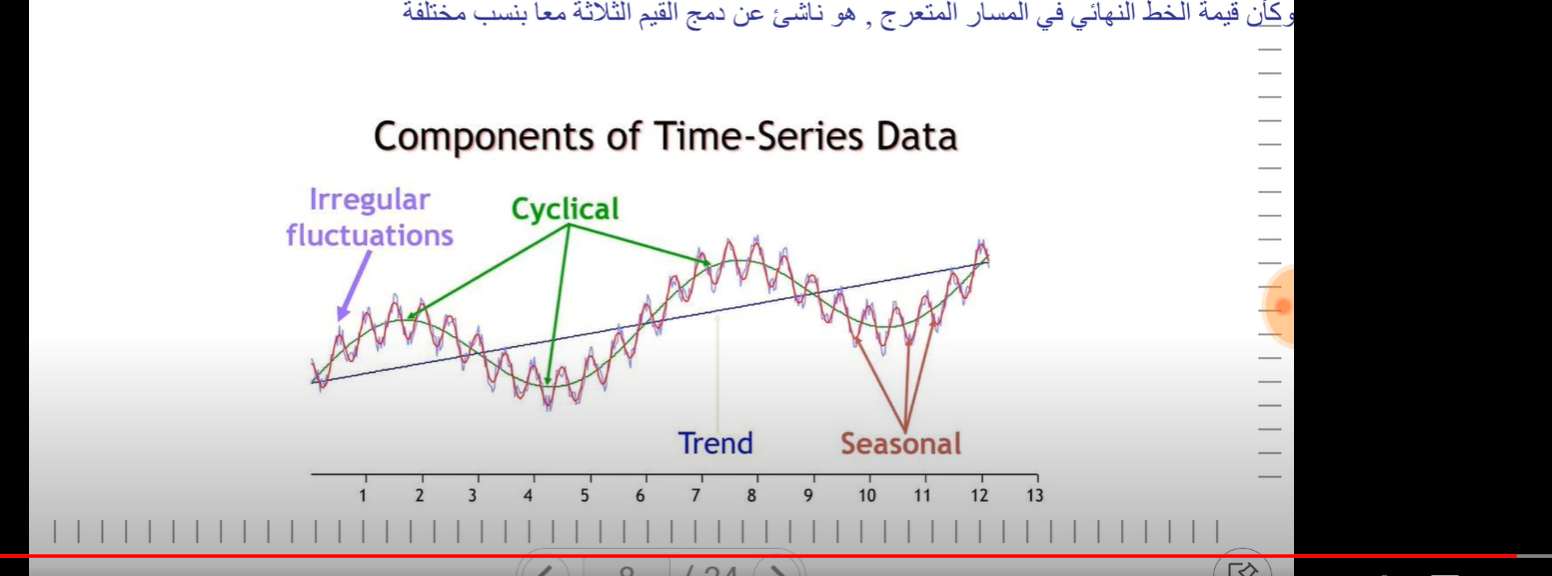 وكأن قيمة الخط النهائي في المسار المتعرج , هو ناشئ عن دمج القيم الثلاثة معا بنسب مختلفة
Components of Time-Series Data
Irregular
fluctuations
Cyclical
Trend
Seasonal
1 2 3 4 5 6 7 8 9 10 11 12 13
/ 24